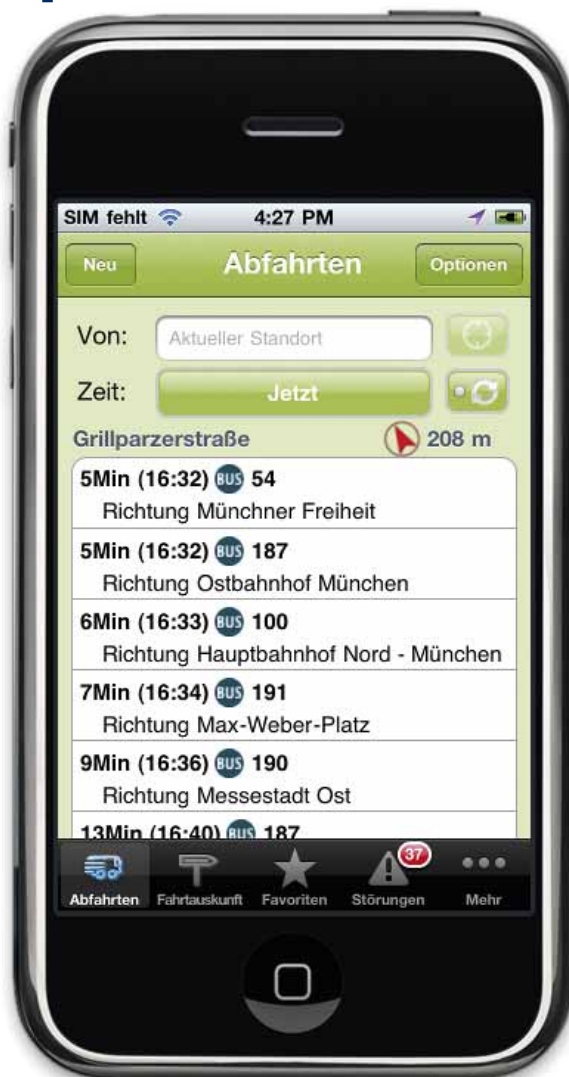 SIM fehlt 4:27 PM
Neu Abfahrten Optionen
Von: Aktueller Standort
Zeit: Jetzt
Grillparzerstraße 208 m
5Min (16:32) BUS 54
Richtung Münchner Freiheit
5Min (16:32) BUS 187
Richtung Ostbahnhof München
6Min (16:33) BUS 100
Richtung Hauptbahnhof Nord - München
7Min (16:34) BUS 191
Richtung Max-Weber-Platz
9Min (16:36) BUS 190
Richtung Messestadt Ost
13Min (16:40) BUS 187
37
Abfahrten Fahrtauskunft Favoriten Störungen Mehr